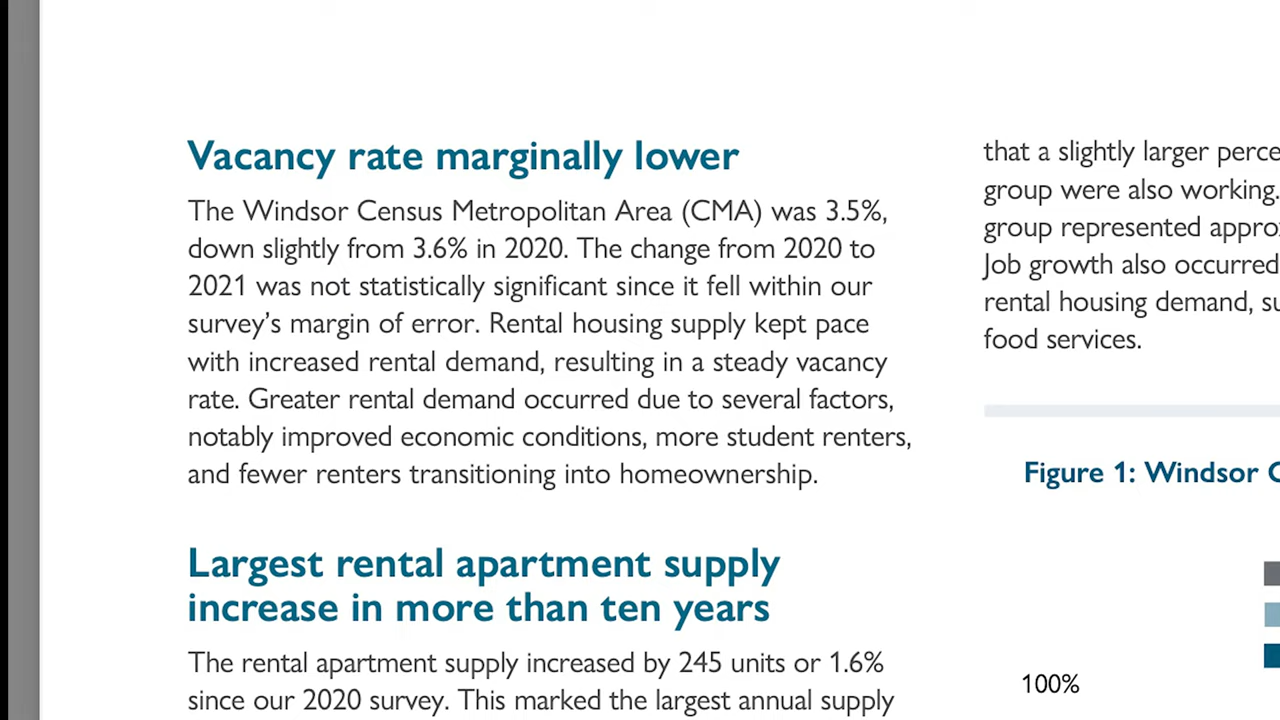 Vacancy rate marginally lower
The Windsor Census Metropolitan Area (CMA) was 3.5%,
down slightly from 3.6% in 2020. The change from 2020 to
2021 was not statistically significant since it fell within our
survey's margin of error. Rental housing supply kept pace
with increased rental demand, resulting in a steady vacancy
rate. Greater rental demand occurred due to several factors,
notably improved economic conditions, more student renters,
and fewer renters transitioning into homeownership.
Largest rental apartment supply
increase in more than ten years
The rental apartment supply increased by 245 units or 1.6%
since our 2020 survey. This marked the largest annual supply
that a slightly larger
group were also working.
group represented
Job growth also occurred
rental housing demand,
food services.
Figure 1: Windsor
100%